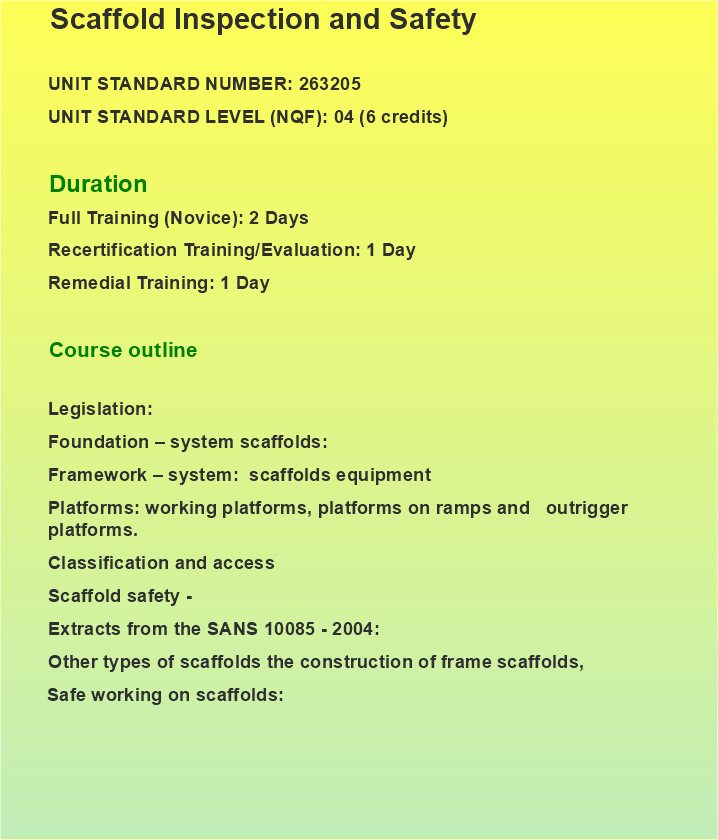 Scaffold Inspection and Safety
UNIT STANDARD NUMBER: 263205
UNIT STANDARD LEVEL (NQF): 04 (6 credits)
Duration
Full Training (Novice): 2 Days
Recertification Training/Evaluation: 1 Day
Remedial Training: 1 Day
Course outline
Legislation:
Foundation – system scaffolds:
Framework – system:  scaffolds equipment
Platforms: working platforms, platforms on ramps and   outrigger
platforms.
Classification and access
Scaffold safety -
Extracts from the SANS 10085 - 2004:
Other types of scaffolds the construction of frame scaffolds,
Safe working on scaffolds: